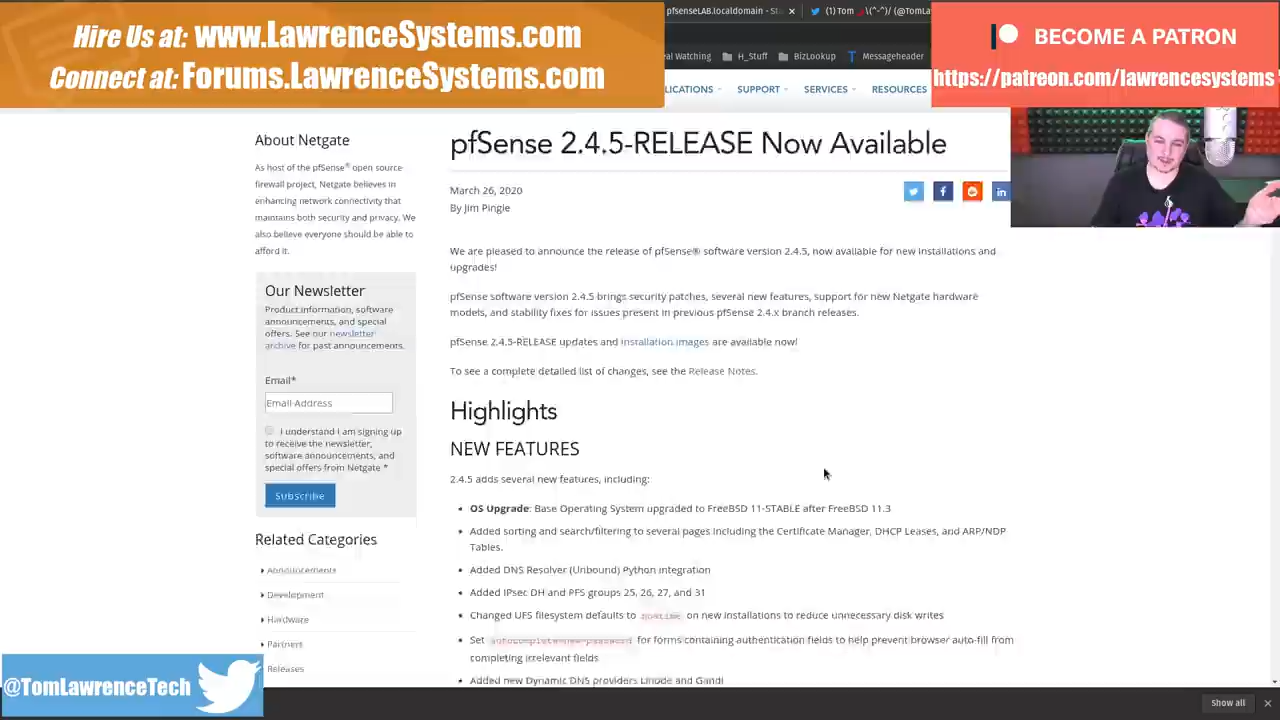 Hire Us at: www.LawrenceSystems.com
Connect at: Forums.LawrenceSystems.com
pfsenseLAB.localdomain - Sta
(1) Tom
\(^-^)/ (@TomLa
BECOME A PATRON
https://patreon.com/lawrencesystems
eal Watching
H_Stuff
BizLookup
Messageheader
LICATIONS
SUPPORT
SERVICES
RESOURCES
About Netgate
As host of the pfSense® open source
firewall project, Netgate believes in
enhancing network connectivity that
maintains both security and privacy. We
also believe everyone should be able to
afford it.
Our Newsletter
Product information, software
announcements, and special
offers. See our newsletter
archive for past announcements.
Email*
Email Address
I understand I am signing up
to receive the newsletter,
software announcements, and
special offers from Netgate *
Subscribe
Related Categories
Announcements
Development
Hardware
Partners
Releases
pfSense 2.4.5-RELEASE Now Available
March 26, 2020
By Jim Pingle
We are pleased to announce the release of pfSense® software version 2.4.5, now available for new installations and
upgrades!
pfSense software version 2.4.5 brings security patches, several new features, support for new Netgate hardware
models, and stability fixes for issues present in previous pfSense 2.4.x branch releases.
pfSense 2.4.5-RELEASE updates and installation images are available now!
To see a complete detailed list of changes, see the Release Notes.
Highlights
NEW FEATURES
2.4.5 adds several new features, including:
OS Upgrade: Base Operating System upgraded to FreeBSD 11-STABLE after FreeBSD 11.3
Added sorting and search/filtering to several pages including the Certificate Manager, DHCP Leases, and ARP/NDP
Tables.
Added DNS Resolver (Unbound) Python integration
Added IPsec DH and PFS groups 25, 26, 27, and 31
Changed UFS filesystem defaults to noatime on new installations to reduce unnecessary disk writes
Set autocomplete=new-password for forms containing authentication fields to help prevent browser auto-fill from
completing irrelevant fields
Added new Dynamic DNS providers Linode and Gandi
@TomLawrenceTech
Show all